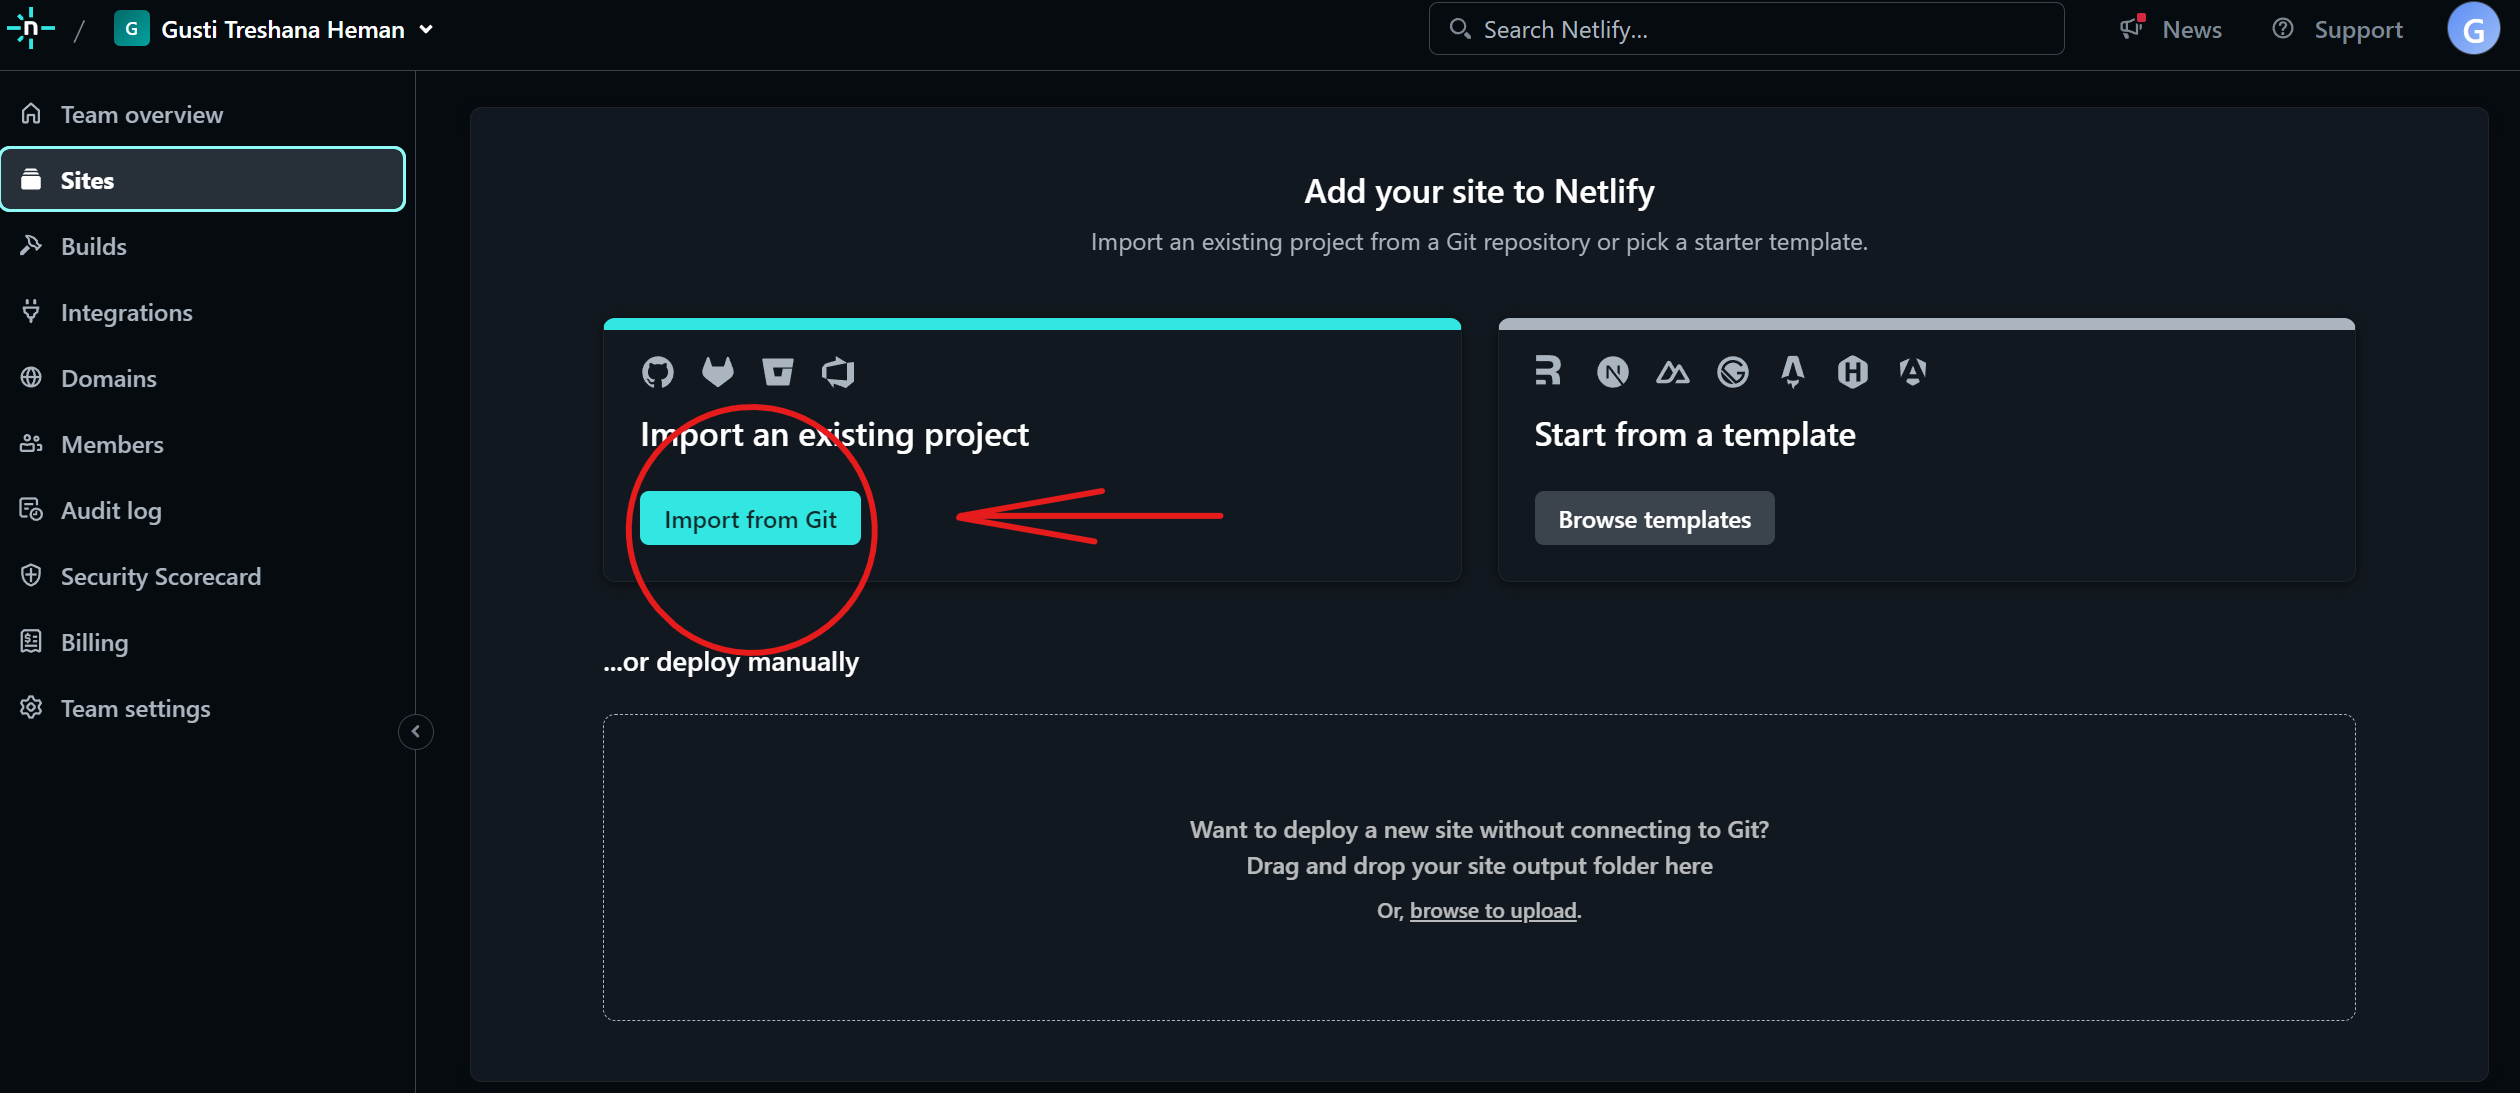 n / G Gusti Treshana Heman
Search Netlify...
News
Support
G
Team overview
Sites
Builds
Integrations
Domains
Members
Audit log
Security Scorecard
Billing
Team settings
Add your site to Netlify
Import an existing project from a Git repository or pick a starter template.
Import an existing project
Import from Git
Start from a template
Browse templates
...or deploy manually
Want to deploy a new site without connecting to Git?
Drag and drop your site output folder here
Or, browse to upload.